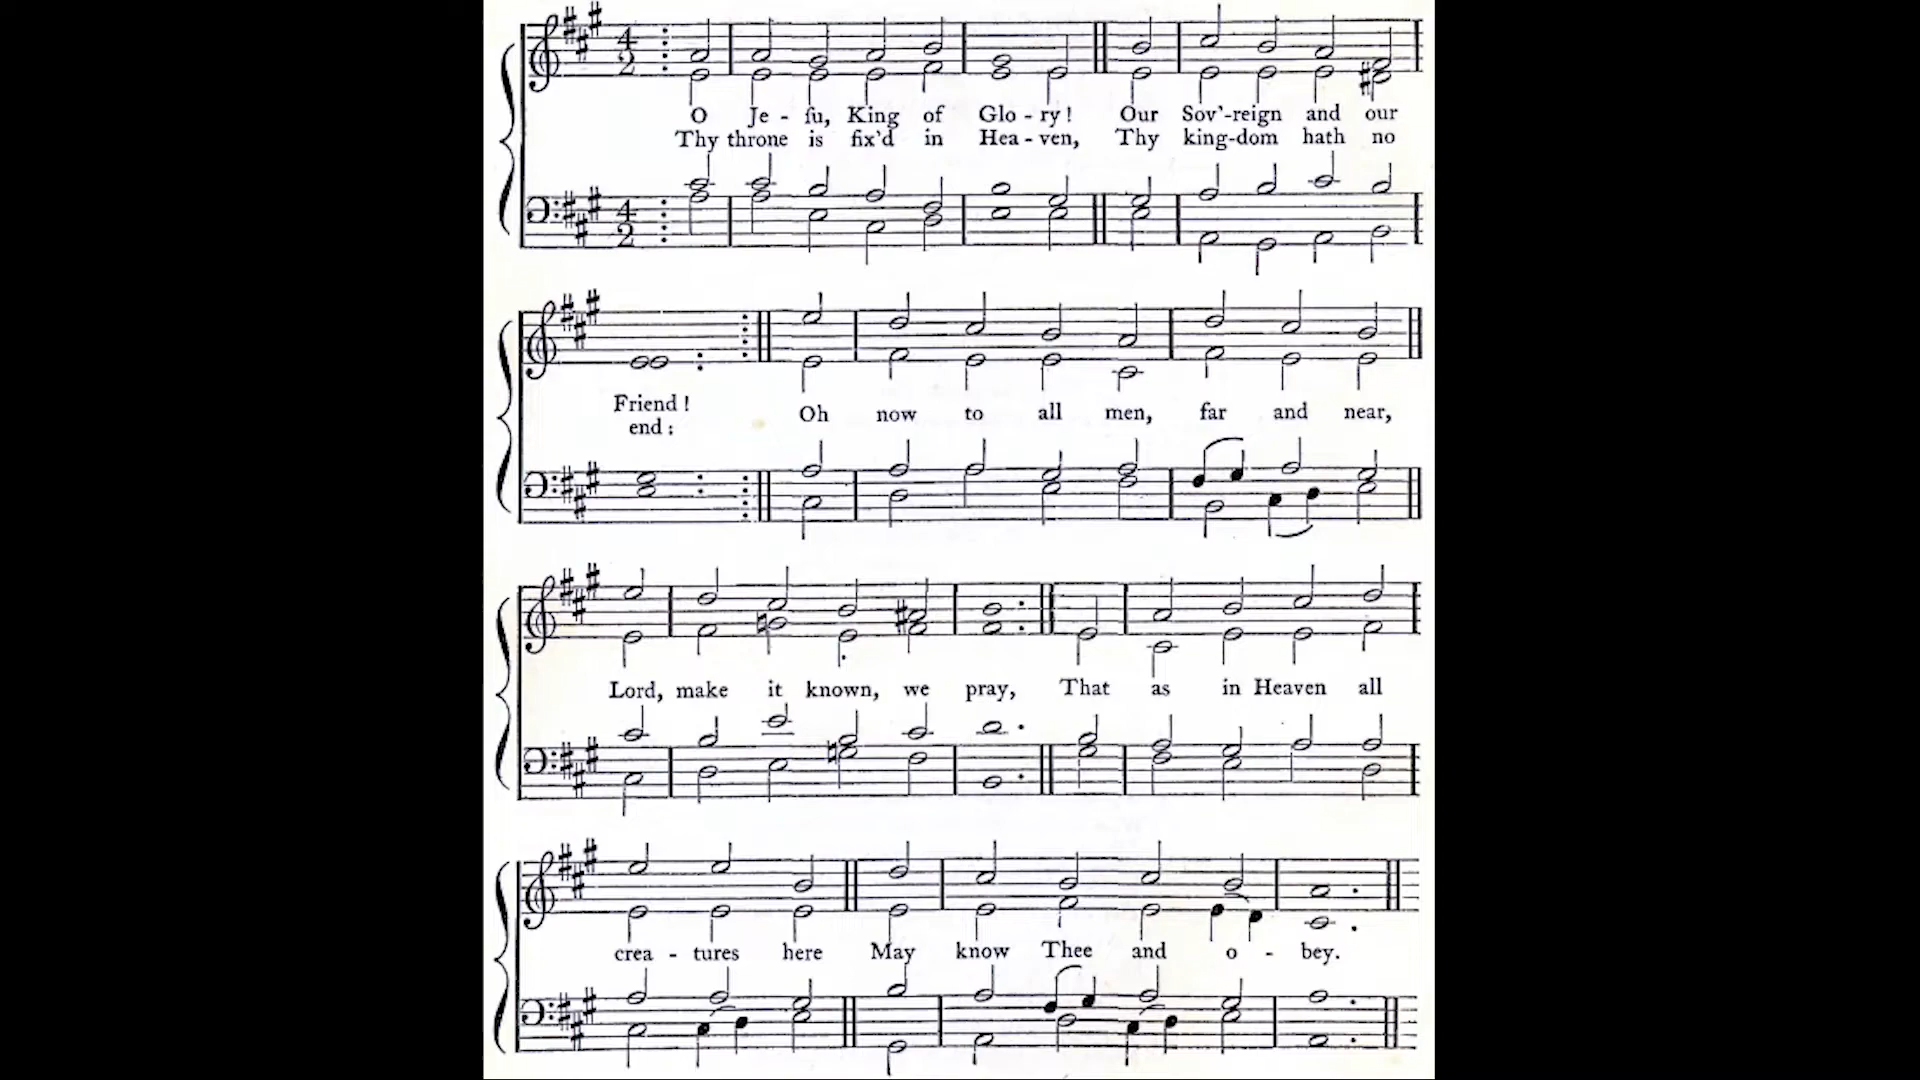 O Je - ſu, King of Glo - ry! Our Sov'-reign and our
Thy throne is fix'd in Hea - ven, Thy king-dom hath no
Friend!
end:
Oh now to all men, far and near,
Lord, make it known, we pray, That as in Heaven all
crea - tures here May know Thee and o - bey.